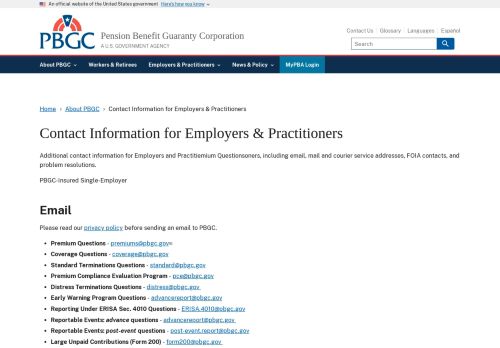 An official website of the United States government Here's how you know
PBGC
Pension Benefit Guaranty Corporation
A U.S. GOVERNMENT AGENCY
Contact Us Glossary Languages Español
Search
About PBGC Workers & Retirees Employers & Practitioners News & Policy MyPBA Login
Home › About PBGC › Contact Information for Employers & Practitioners
Contact Information for Employers & Practitioners
Additional contact information for Employers and Practitiemium Questionsoners, including email, mail and courier service addresses, FOIA contacts, and
problem resolutions.
PBGC-insured Single-Employer
Email
Please read our privacy policy before sending an email to PBGC.
• Premium Questions - premiums@pbgc.gov
• Coverage Questions - coverage@pbgc.gov
• Standard Terminations Questions - standard@pbgc.gov
• Premium Compliance Evaluation Program - pce@pbgc.gov
• Distress Terminations Questions - distress@pbgc.gov
• Early Warning Program Questions - advancereport@pbgc.gov
• Reporting Under ERISA Sec. 4010 Questions - ERISA.4010@pbgc.gov
• Reportable Events: advance questions - advancereport@pbgc.gov
• Reportable Events: post-event questions - post-event.report@pbgc.gov
• Large Unpaid Contributions (Form 200) - form200@pbgc.gov